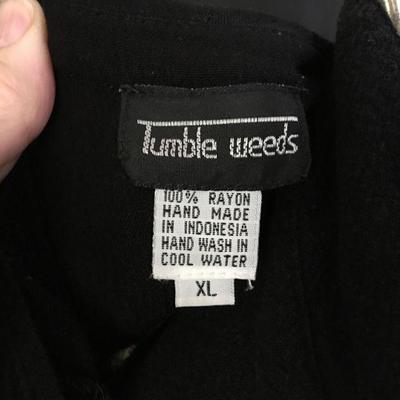 Tumble weeds
100% RAYON
HAND MADE
IN INDONESIA
HAND WASH IN
COOL WATER
XL